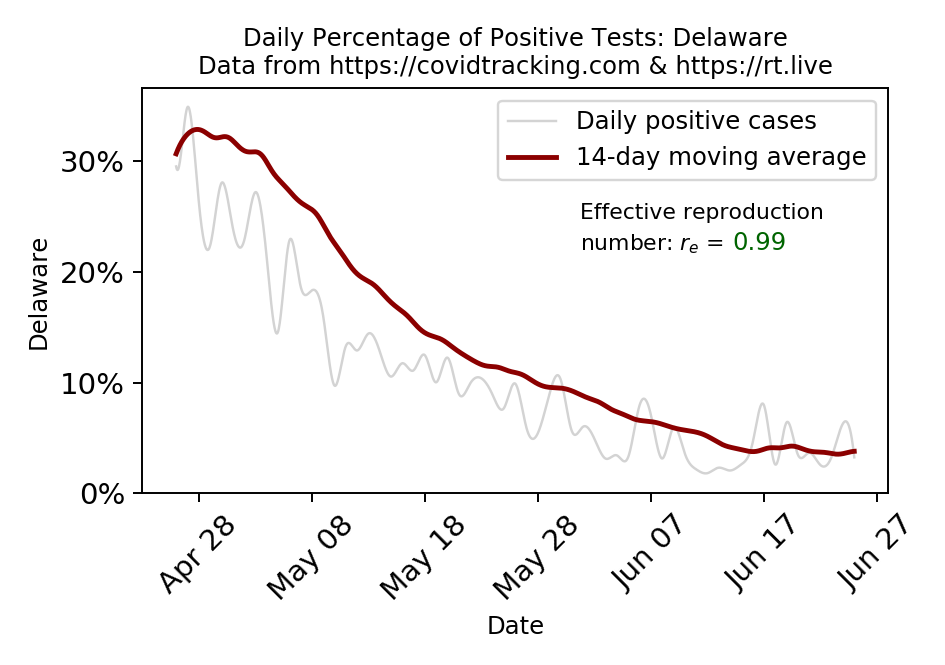 Daily Percentage of Positive Tests: Delaware
Data from https://covidtracking.com & https://rt.live
Daily positive cases
14-day moving average
Effective reproduction
number: rₑ = 0.99
Delaware
30%
20%
10%
0%
Apr 28
May 08
May 18
May 28
Jun 07
Jun 17
Jun 27
Date